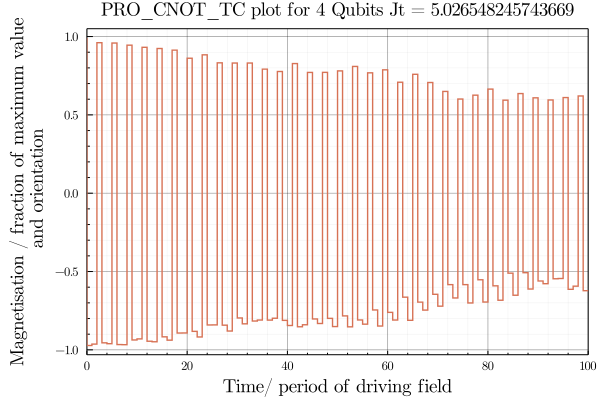 PRO_CNOT_TC plot for 4 Qubits Jt = 5.026548245743669
Magnetisation / fraction of maximum value
and orientation
1.0
0.5
0.0
−0.5
−1.0
0 20 40 60 80 100
Time/ period of driving field